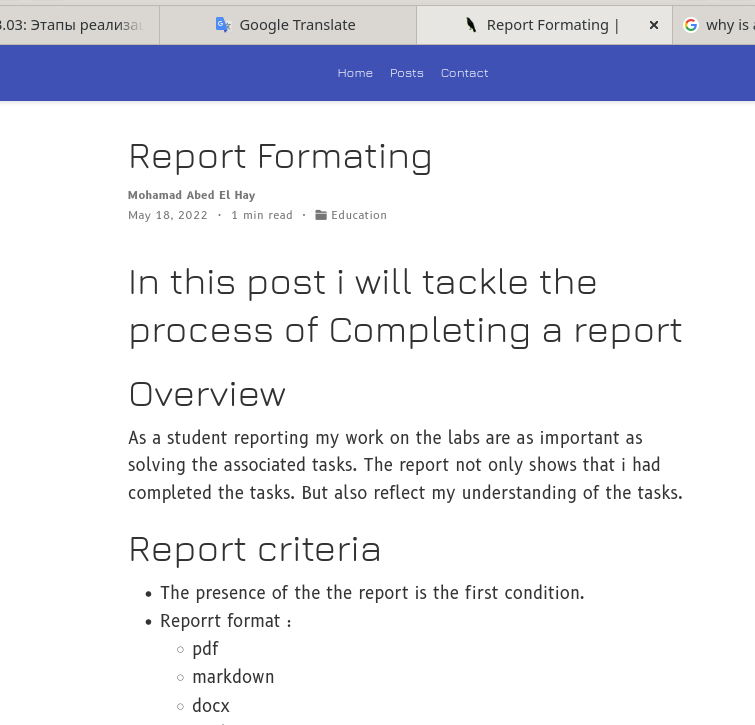 3.03: Этапы реализа
Google Translate
Report Formating |
why is
Home Posts Contact
Report Formating
Mohamad Abed El Hay
May 18, 2022 · 1 min read · Education
In this post i will tackle the
process of Completing a report
Overview
As a student reporting my work on the labs are as important as
solving the associated tasks. The report not only shows that i had
completed the tasks. But also reflect my understanding of the tasks.
Report criteria
• The presence of the the report is the first condition.
• Reporrt format :
◦ pdf
◦ markdown
◦ docx